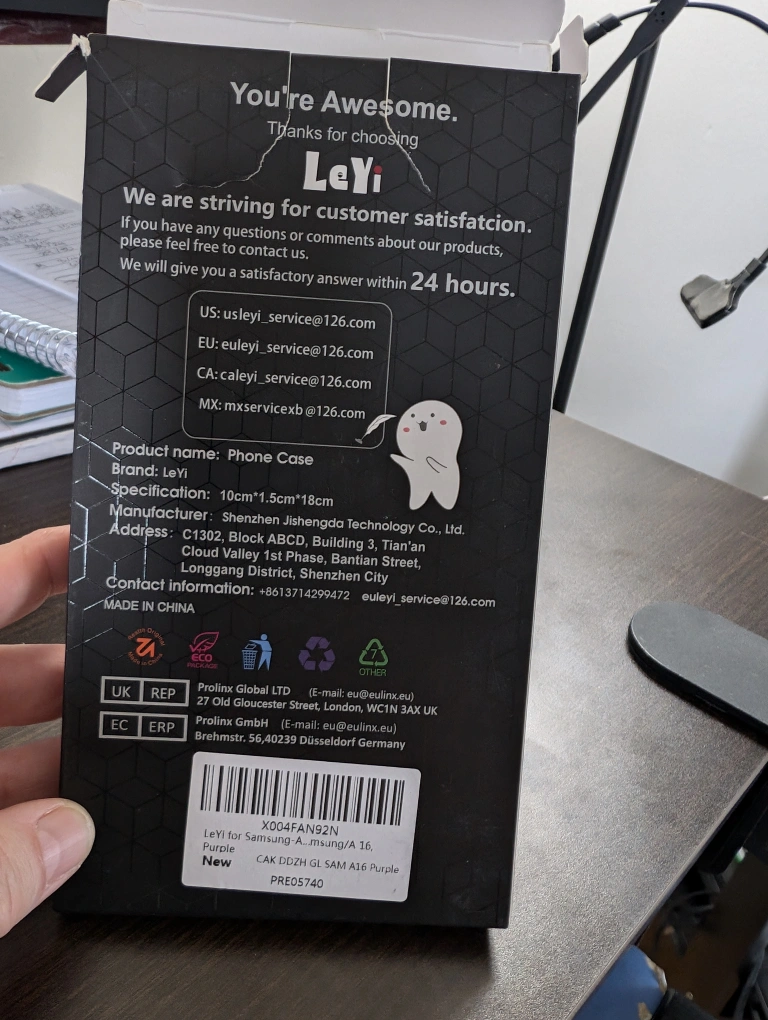 You're Awesome.
Thanks for choosing
LeYi
We are striving for customer satisfatcion.
If you have any questions or comments about our products,
please feel free to contact us.
We will give you a satisfactory answer within 24 hours.
US: usleyi_service@126.com
EU: euleyi_service@126.com
CA: caleyi_service@126.com
MX: mxservicexb@126.com
Product name: Phone Case
Brand: LeYi
Specification: 10cm*1.5cm*18cm
Manufacturer: Shenzhen Jishengda Technology Co., Ltd.
Address: C1302, Block ABCD, Building 3, Tian'an
Cloud Valley 1st Phase, Bantian Street,
Longgang District, Shenzhen City
Contact information: +8613714299472 euleyi_service@126.com
MADE IN CHINA
Made in China
ECO
PACKAGE
7
OTHER
UK REP
Prolinx Global LTD (E-mail: eu@eulinx.eu)
27 Old Gloucester Street, London, WC1N 3AX UK
EC ERP
Prolinx GmbH (E-mail: eu@eulinx.eu)
Brehmstr. 56,40239 Düsseldorf Germany
X004FAN92N
LeYi for Samsung-A...msung/A 16,
Purple
New CAK DDZH GL SAM A16 Purple
PRE05740